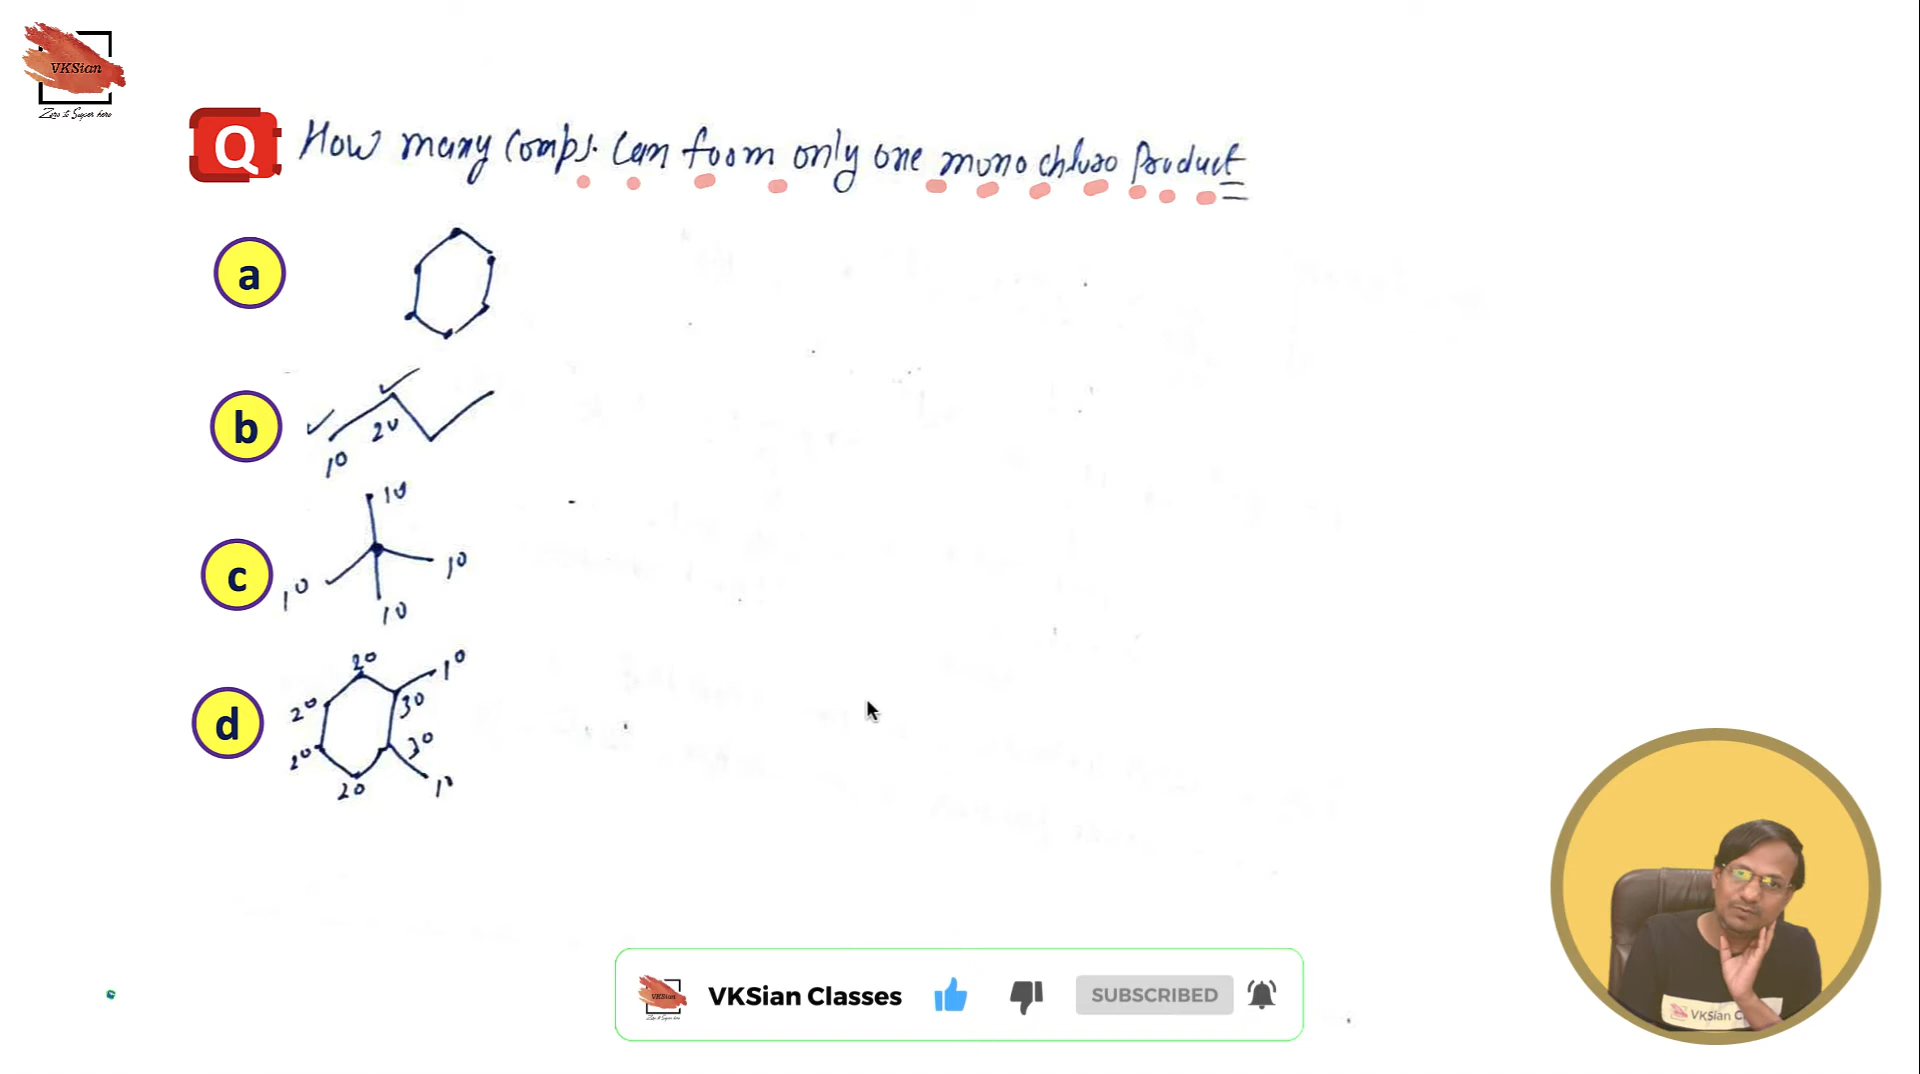 VKSian
Zero to Super hero
Q How many comps. can form only one mono chloro product
a
b 1° 2°
c 1° 1° 1° 1°
d 2° 1° 2° 3° 2° 3° 2° 1°
VKSian
VKSian Classes SUBSCRIBED
VKSian C